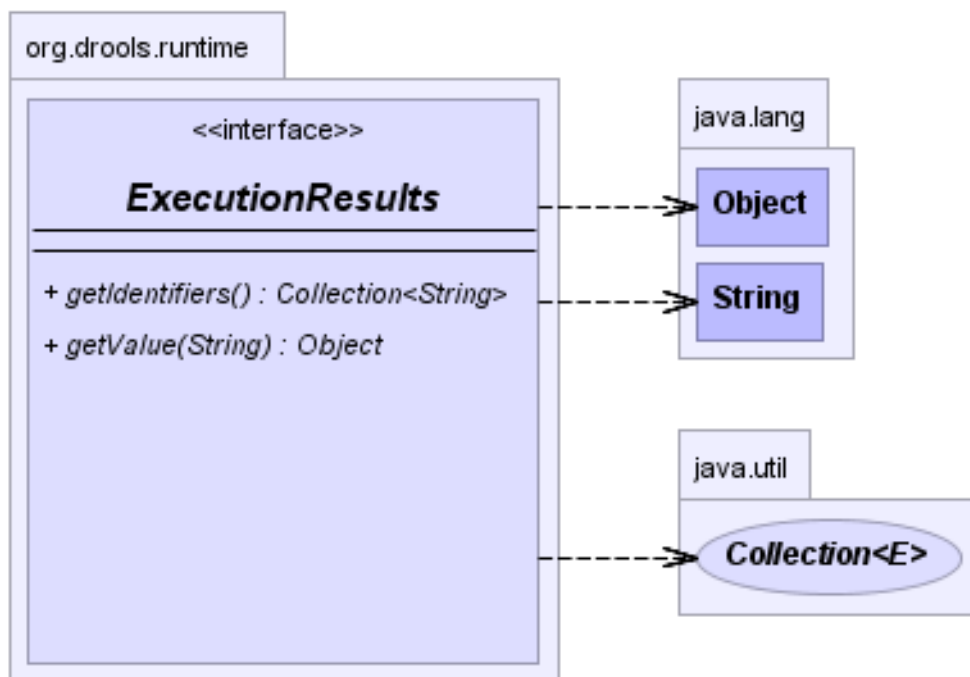 org.drools.runtime
<<interface>>
ExecutionResults
+ getIdentifiers() : Collection<String>
+ getValue(String) : Object
java.lang
Object
String
java.util
Collection<E>